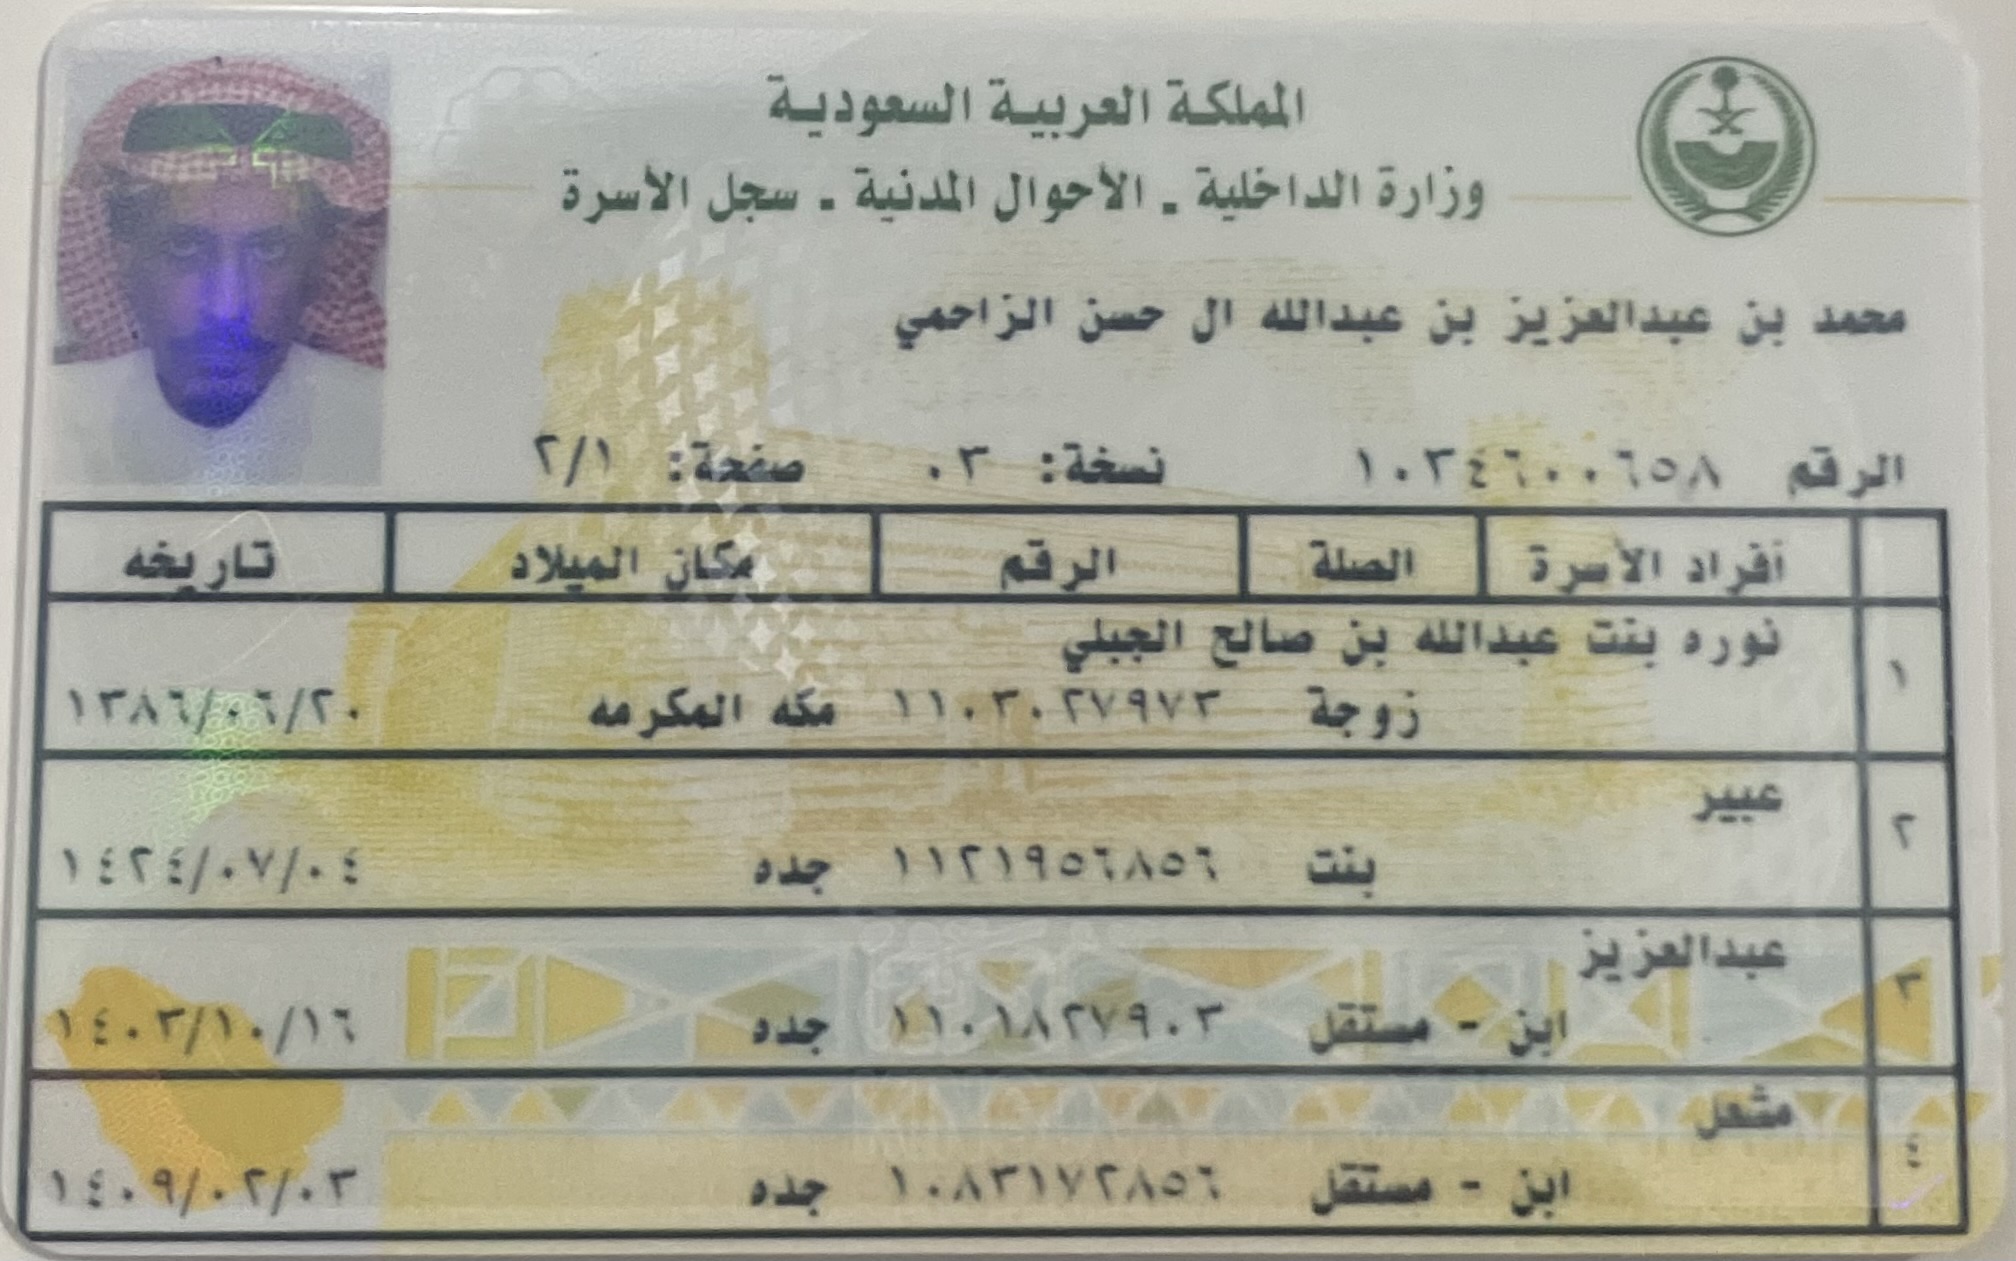 المملكة العربية السعودية
وزارة الداخلية - الأحوال المدنية - سجل الأسرة
محمد بن عبدالعزيز بن عبدالله ال حسن الزاحمي
الرقم ١٠٣٤٦٠٠٦٥٨ نسخة: ٠٣ صفحة: ٢/١
أفراد الأسرة الصلة الرقم مكان الميلاد تاريخه
١ نوره بنت عبدالله بن صالح الجبلي
زوجة ١١٠٣٠٢٧٩٧٣ مكه المكرمه ١٣٨٦/٠٦/٢٠
٢ عبير
بنت ١١٢١٩٥٦٨٥٦ جده ١٤٢٤/٠٧/٠٤
٣ عبدالعزيز
ابن - مستقل ١١٠١٨٢٧٩٠٣ جده ١٤٠٣/١٠/١٦
٤ مشعل
ابن - مستقل ١٠٨٣١٧٢٨٥٦ جده ١٤٠٩/٠٢/٠٣